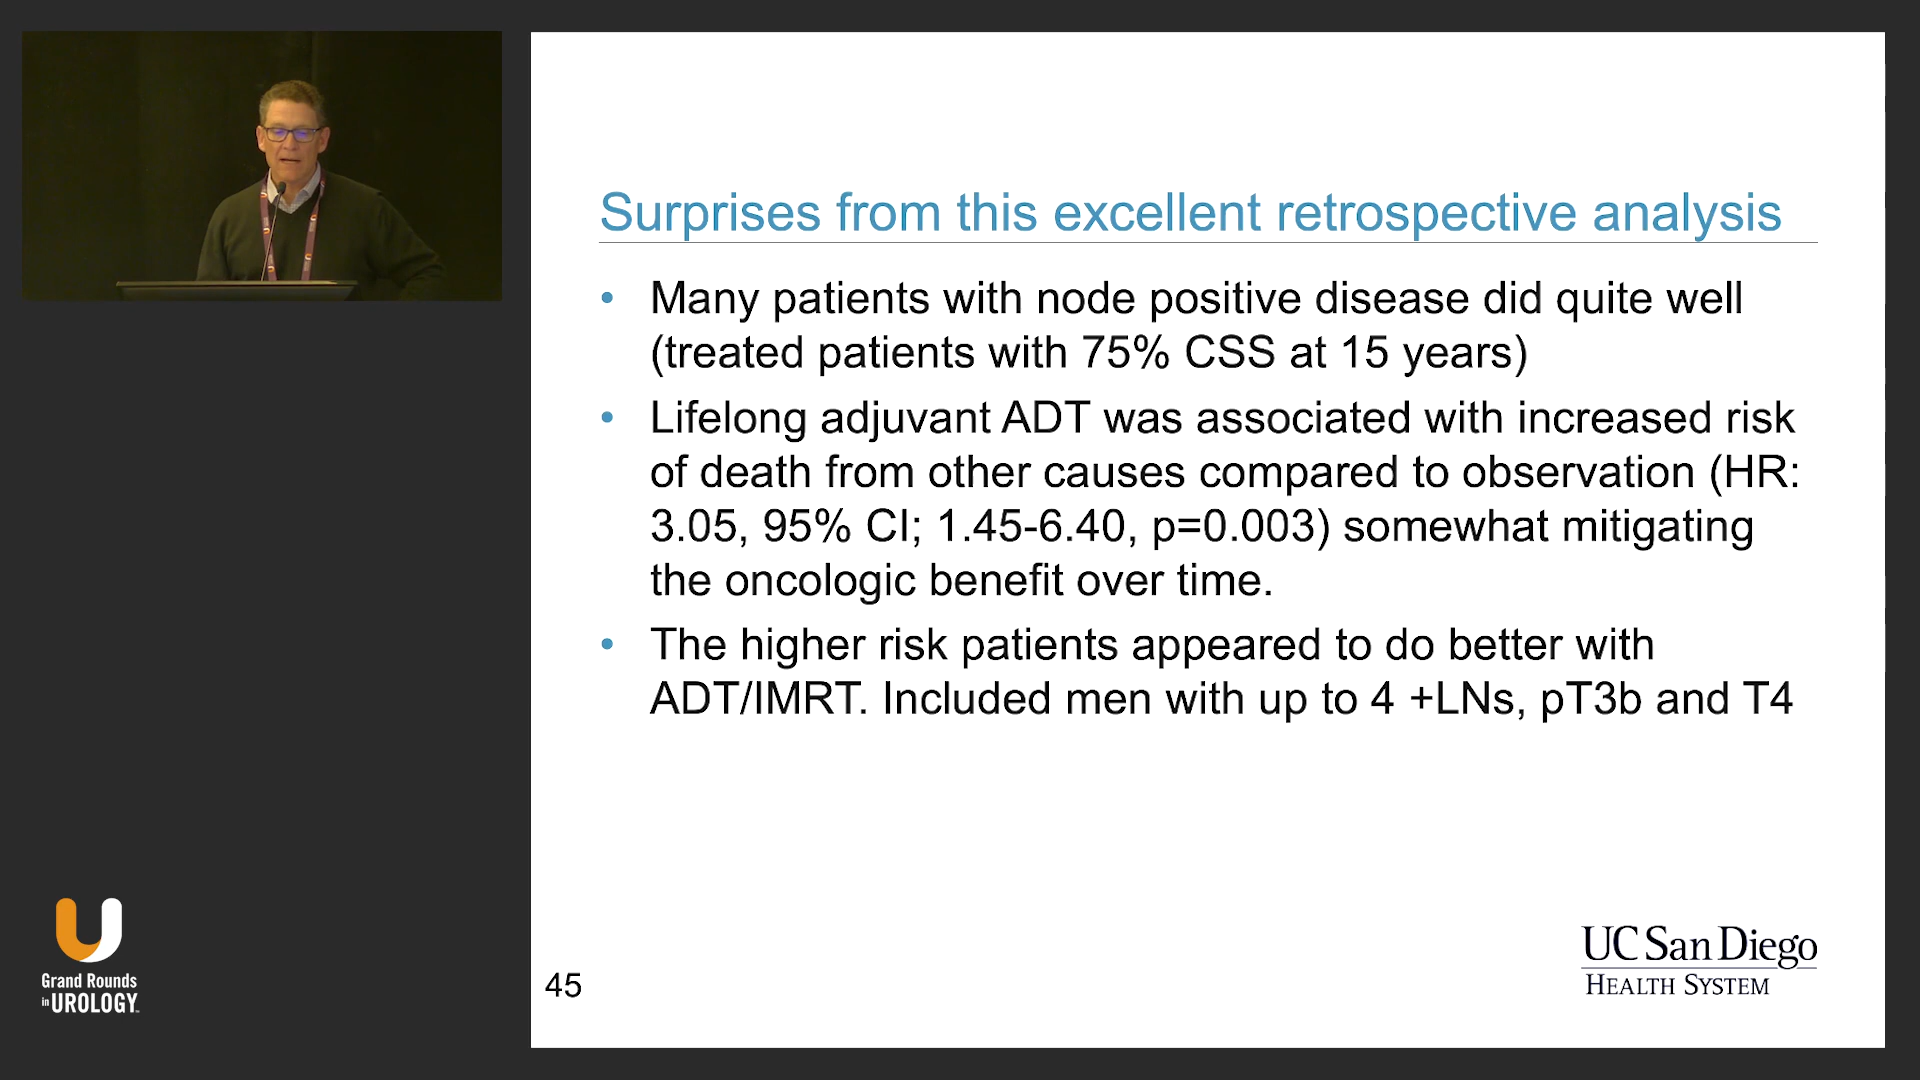 Surprises from this excellent retrospective analysis
• Many patients with node positive disease did quite well
(treated patients with 75% CSS at 15 years)
• Lifelong adjuvant ADT was associated with increased risk
of death from other causes compared to observation (HR:
3.05, 95% CI; 1.45-6.40, p=0.003) somewhat mitigating
the oncologic benefit over time.
• The higher risk patients appeared to do better with
ADT/IMRT. Included men with up to 4 +LNs, pT3b and T4
45
UC San Diego
HEALTH SYSTEM
Grand Rounds
in UROLOGY